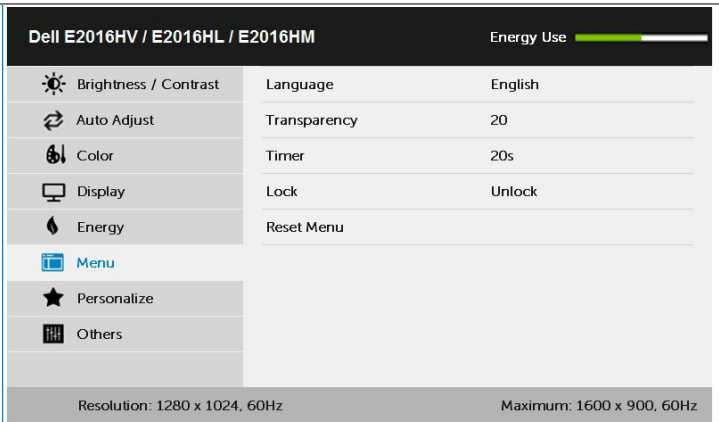 Dell E2016HV / E2016HL / E2016HM Energy Use
Brightness / Contrast Language English
Auto Adjust Transparency 20
Color Timer 20s
Display Lock Unlock
Energy Reset Menu
Menu
Personalize
Others
Resolution: 1280 x 1024, 60Hz Maximum: 1600 x 900, 60Hz